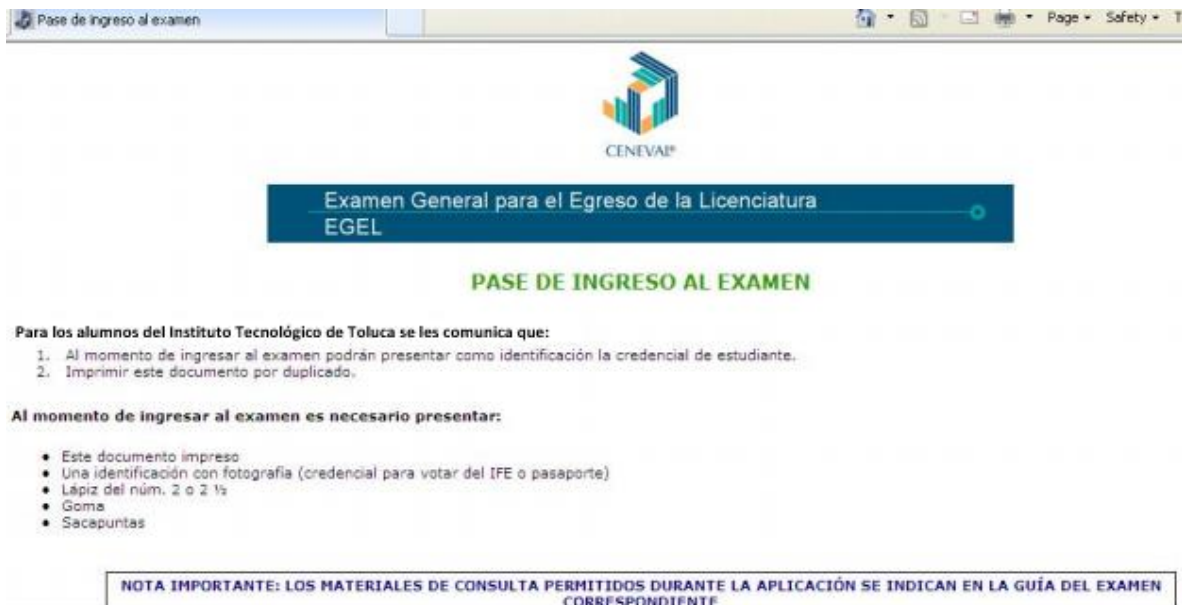 Pase de ingreso al examen
Page Safety T
CENEVAL®
Examen General para el Egreso de la Licenciatura
EGEL
PASE DE INGRESO AL EXAMEN
Para los alumnos del Instituto Tecnológico de Toluca se les comunica que:
1. Al momento de ingresar al examen podrán presentar como identificación la credencial de estudiante.
2. Imprimir este documento por duplicado.
Al momento de ingresar al examen es necesario presentar:
• Este documento impreso
• Una identificación con fotografía (credencial para votar del IFE o pasaporte)
• Lápiz del núm. 2 o 2 ½
• Goma
• Sacapuntas
NOTA IMPORTANTE: LOS MATERIALES DE CONSULTA PERMITIDOS DURANTE LA APLICACIÓN SE INDICAN EN LA GUÍA DEL EXAMEN
CORRESPONDIENTE